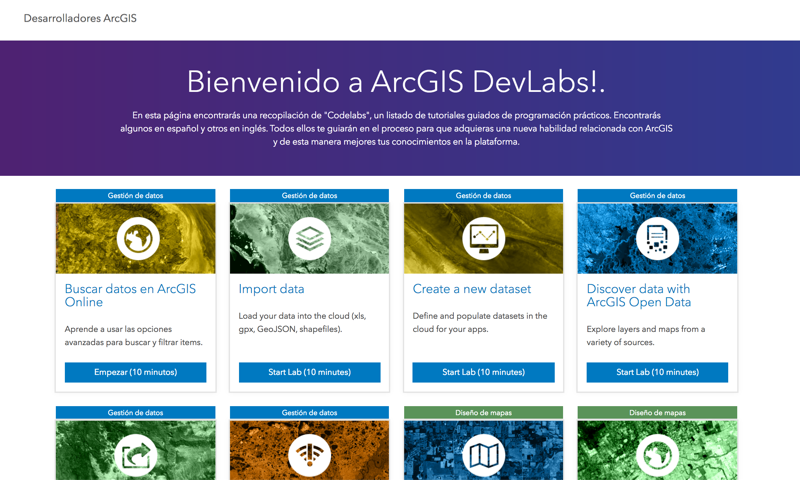 Desarrolladores ArcGIS
Bienvenido a ArcGIS DevLabs!.
En esta página encontrarás una recopilación de "Codelabs", un listado de tutoriales guiados de programación prácticos. Encontrarás
algunos en español y otros en inglés. Todos ellos te guiarán en el proceso para que adquieras una nueva habilidad relacionada con ArcGIS
y de esta manera mejores tus conocimientos en la plataforma.
Gestión de datos
Buscar datos en ArcGIS
Online
Aprende a usar las opciones
avanzadas para buscar y filtrar items.
Empezar (10 minutos)
Gestión de datos
Import data
Load your data into the cloud (xls,
gpx, GeoJSON, shapefiles).
Start Lab (10 minutes)
Gestión de datos
Create a new dataset
Define and populate datasets in the
cloud for your apps.
Start Lab (10 minutes)
Gestión de datos
Discover data with
ArcGIS Open Data
Explore layers and maps from a
variety of sources.
Start Lab (10 minutes)
Gestión de datos
Gestión de datos
Diseño de mapas
Diseño de mapas